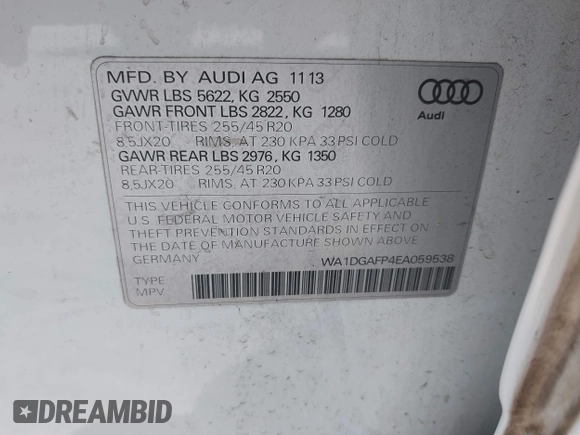 MFD. BY AUDI AG 11 13
GVWR LBS 5622, KG 2550
GAWR FRONT LBS 2822, KG 1280
FRONT-TIRES 255/45 R20
8,5JX20 RIMS, AT 230 KPA 33 PSI COLD
GAWR REAR LBS 2976, KG 1350
REAR-TIRES 255/45 R20
8,5JX20 RIMS, AT 230 KPA 33 PSI COLD
Audi
THIS VEHICLE CONFORMS TO ALL APPLICABLE
U.S. FEDERAL MOTOR VEHICLE SAFETY AND
THEFT PREVENTION STANDARDS IN EFFECT ON
THE DATE OF MANUFACTURE SHOWN ABOVE
GERMANY
WA1DGAFP4EA059538
TYPE
MPV
DREAMBID